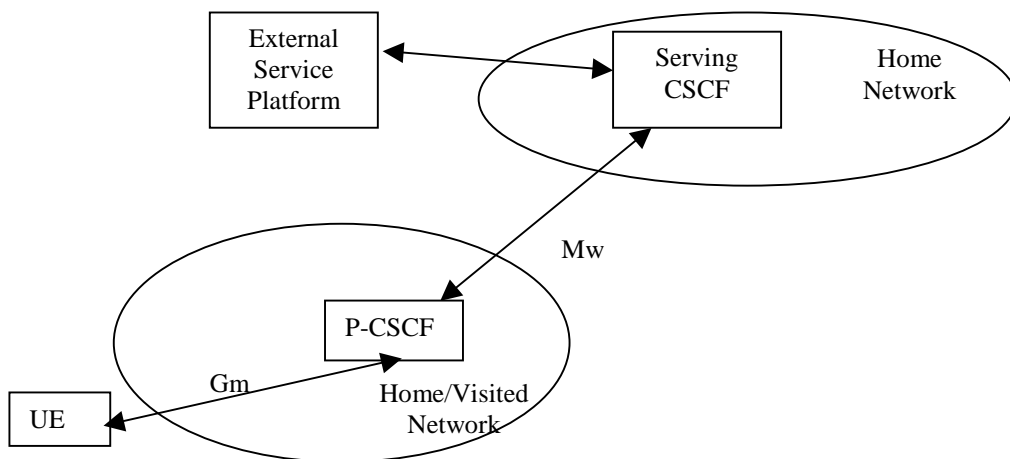 External
Service
Platform
Serving
CSCF
Home
Network
Mw
P-CSCF
Gm
Home/Visited
Network
UE